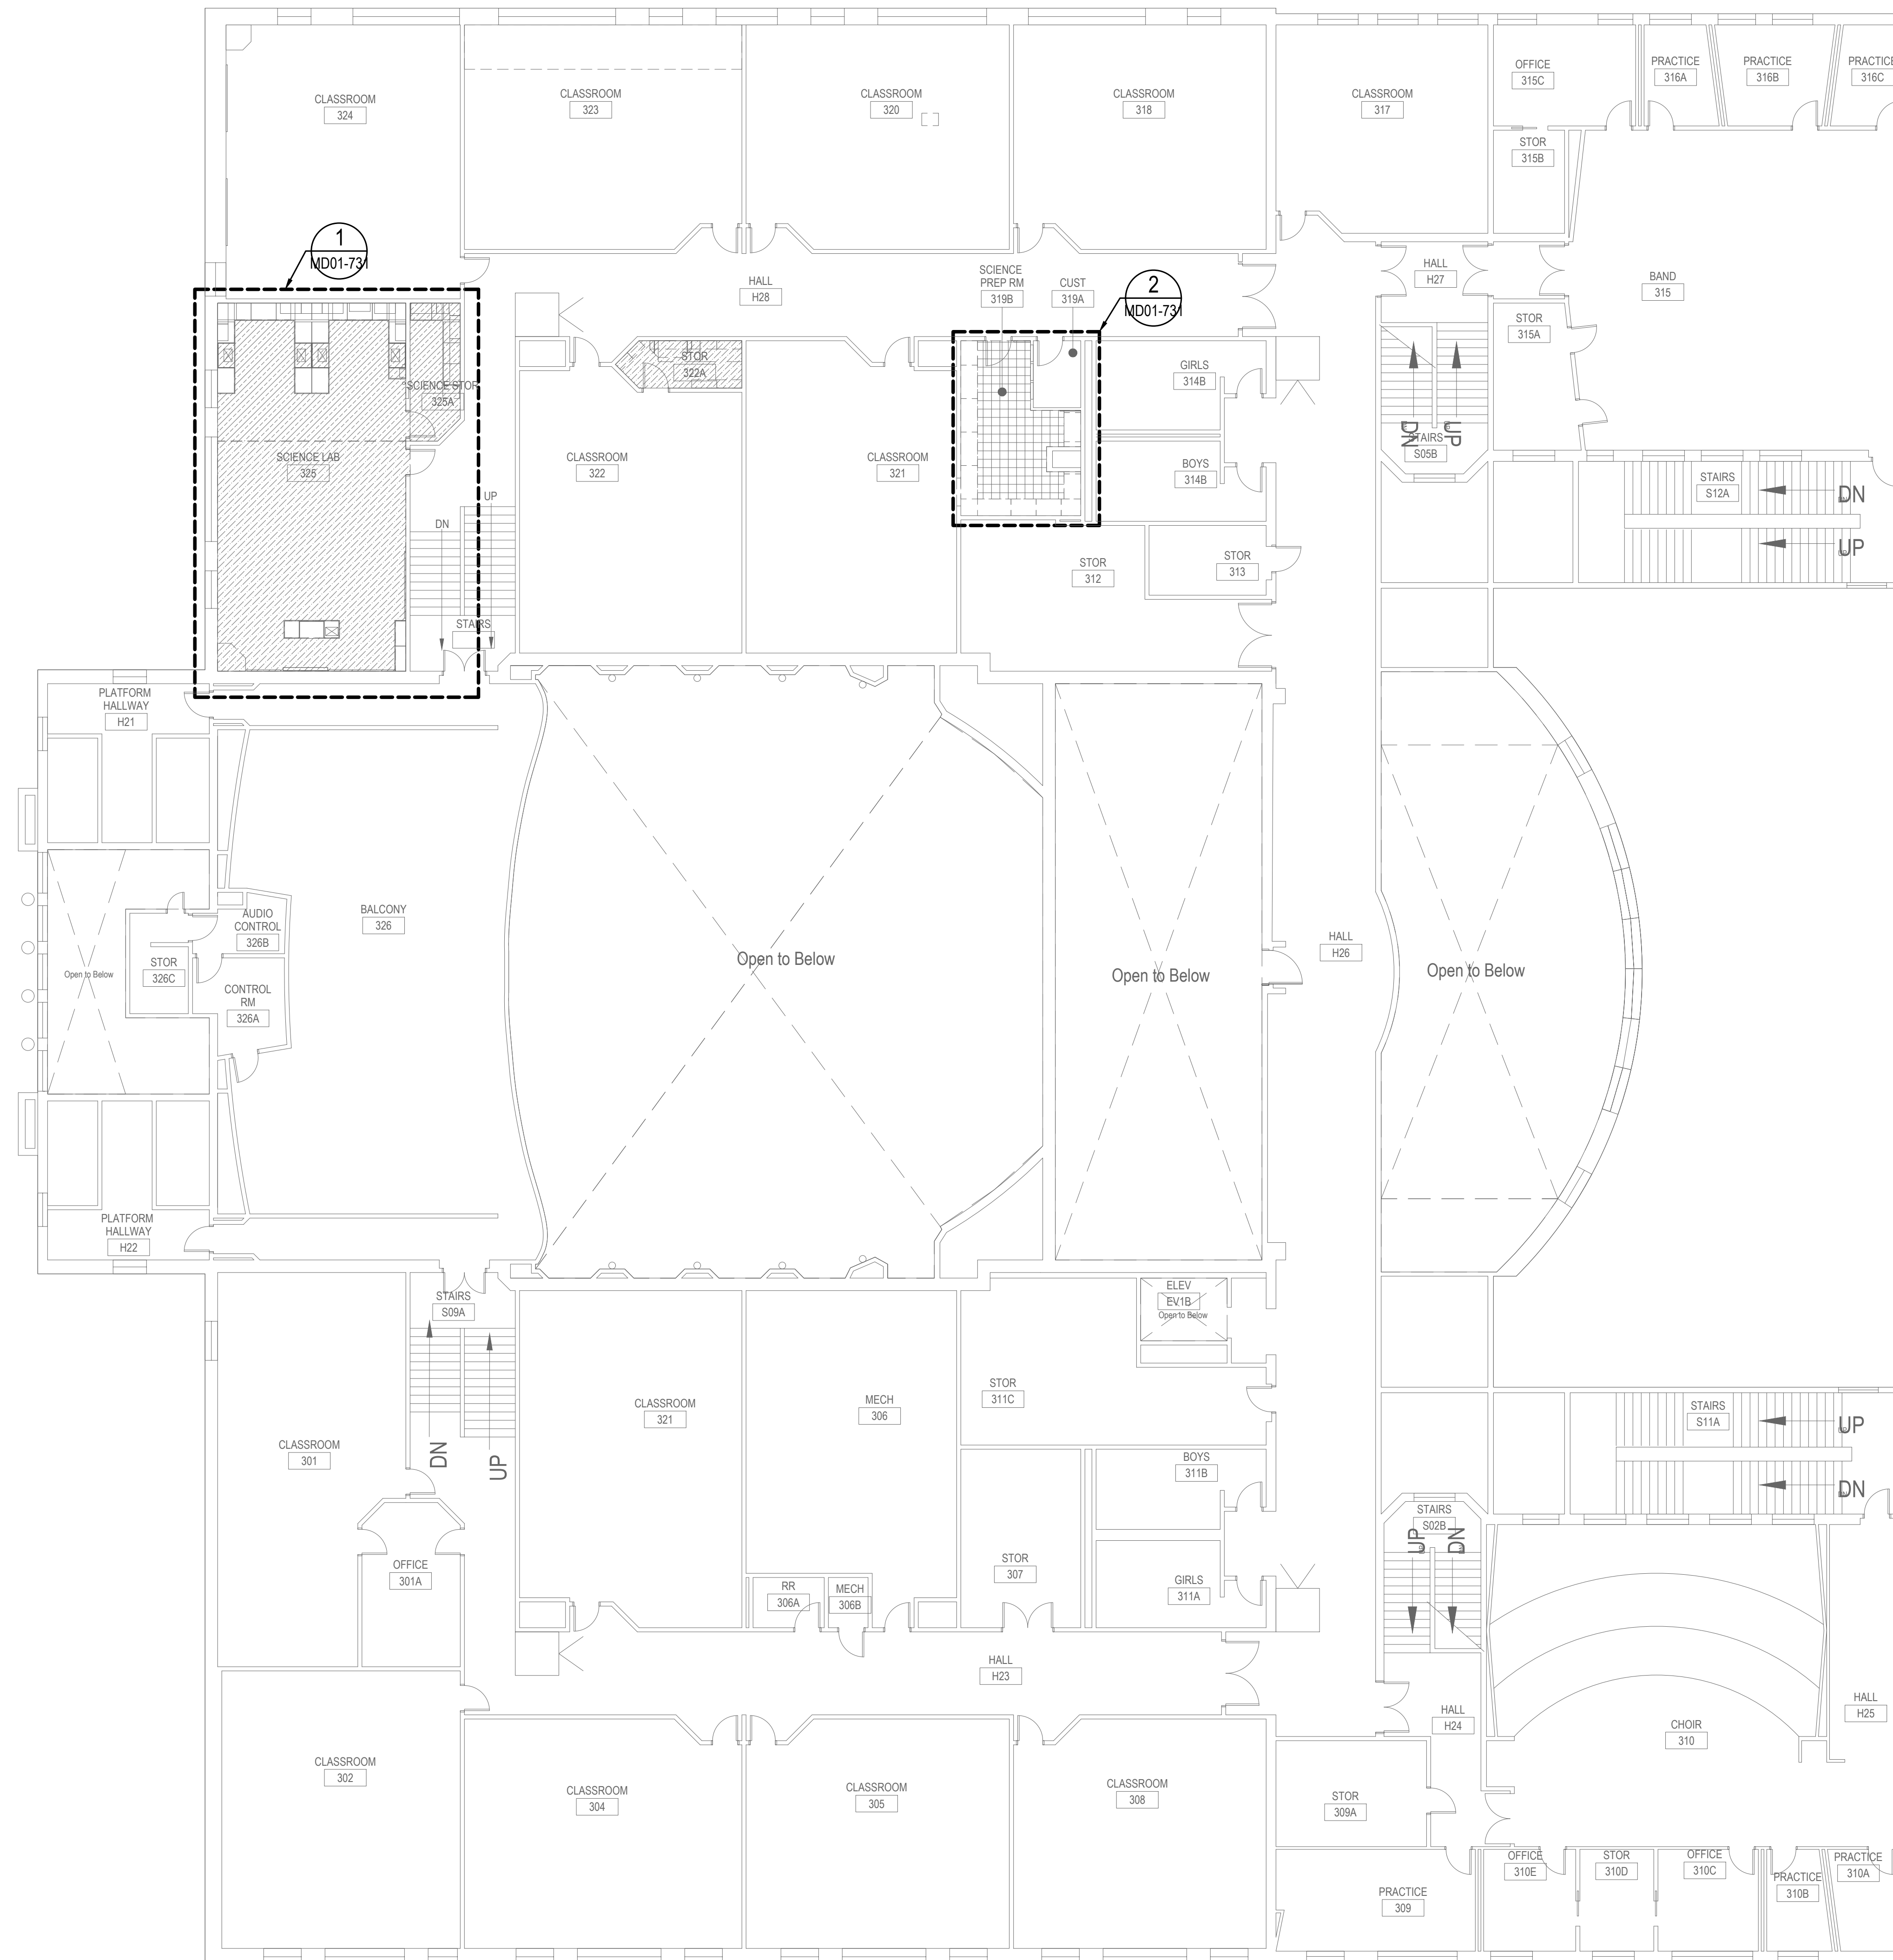 OFFICE
315C
PRACTICE
316A
PRACTICE
316B
PRACTICE
316C
CLASSROOM
324
CLASSROOM
323
CLASSROOM
320
CLASSROOM
318
CLASSROOM
317
STOR
315B
1
MD01-731
HALL
H28
SCIENCE
PREP RM
319B
CUST
319A
2
MD01-731
HALL
H27
BAND
315
STOR
315A
STOR
322A
SCIENCE STOR
325A
GIRLS
314B
DN
UP
STAIRS
S05B
SCIENCE LAB
325
CLASSROOM
322
CLASSROOM
321
BOYS
314B
STAIRS
S12A
DN
UP
UP
DN
STOR
312
STOR
313
STAIRS
PLATFORM
HALLWAY
H21
BALCONY
326
AUDIO
CONTROL
326B
STOR
326C
CONTROL
RM
326A
Open to Below
Open to Below
Open to Below
HALL
H26
Open to Below
PLATFORM
HALLWAY
H22
STAIRS
S09A
ELEV
EV1B
Open to Below
STOR
311C
CLASSROOM
321
MECH
306
STAIRS
S11A
UP
DN
CLASSROOM
301
DN
UP
BOYS
311B
STAIRS
S02B
UP
DN
OFFICE
301A
STOR
307
RR
306A
MECH
306B
GIRLS
311A
HALL
H23
HALL
H24
CHOIR
310
HALL
H25
CLASSROOM
302
CLASSROOM
304
CLASSROOM
305
CLASSROOM
308
STOR
309A
PRACTICE
309
OFFICE
310E
STOR
310D
OFFICE
310C
PRACTICE
310B
PRACTICE
310A